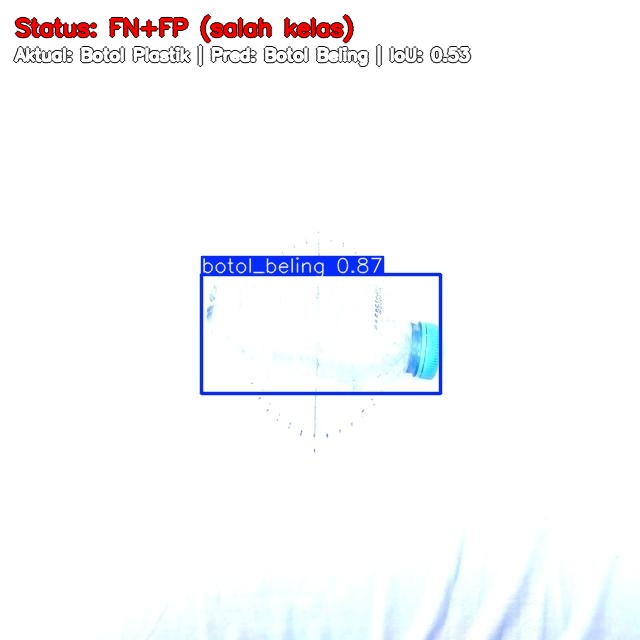 Status: FN+FP (salah kelas)
Aktual: Botol Plastik | Pred: Botol Beling | IoU: 0.53
botol_beling 0.87